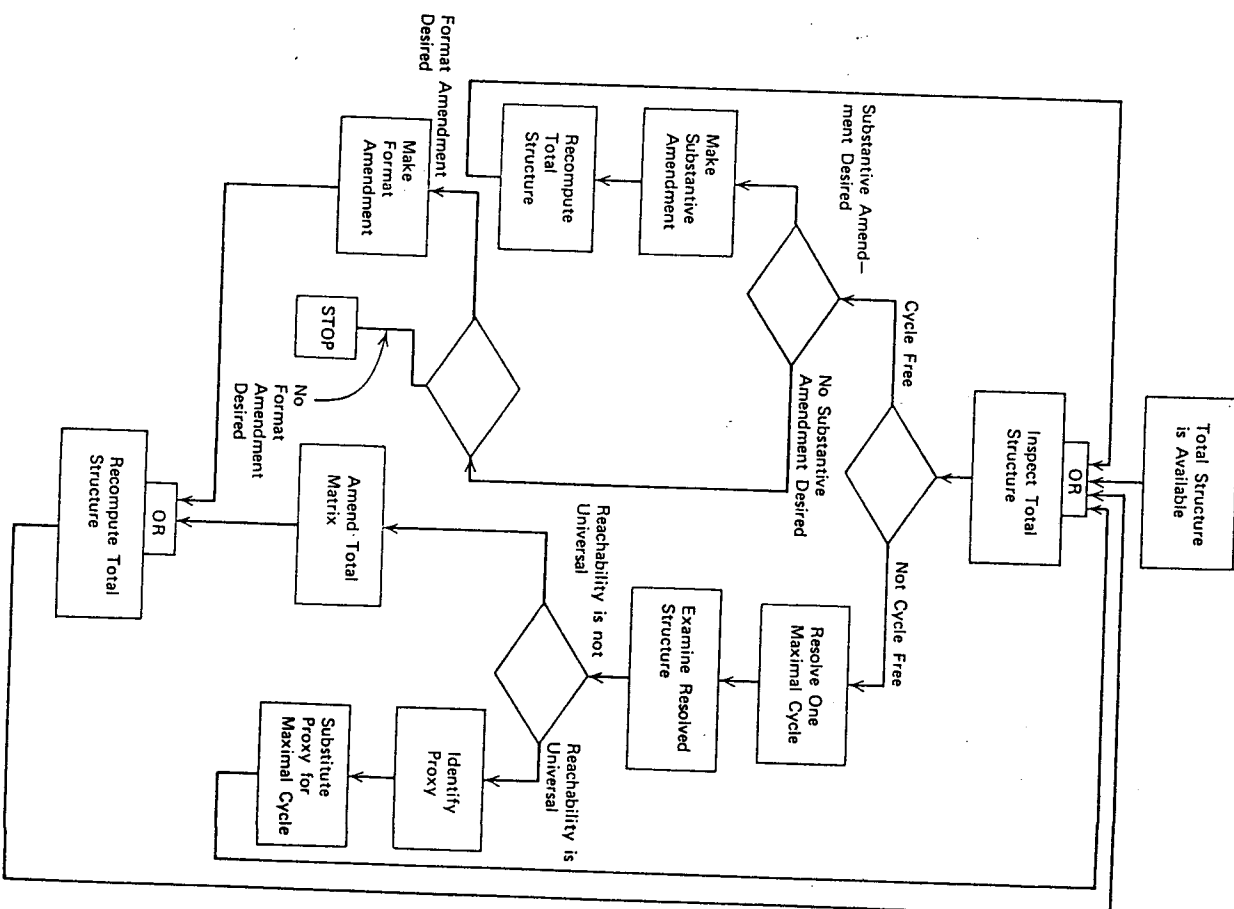 Total Structure
is Available
OR
Inspect Total
Structure
Cycle Free
Not Cycle Free
Substantive Amend—
ment Desired
No Substantive
Amendment Desired
Make
Substantive
Amendment
Recompute
Total
Structure
Resolve One
Maximal Cycle
Examine Resolved
Structure
Reachability is not
Universal
Reachability is
Universal
Format Amendment
Desired
Make
Format
Amendment
STOP
No
Format
Amendment
Desired
Amend Total
Matrix
Identify
Proxy
Substitute
Proxy for
Maximal Cycle
OR
Recompute Total
Structure